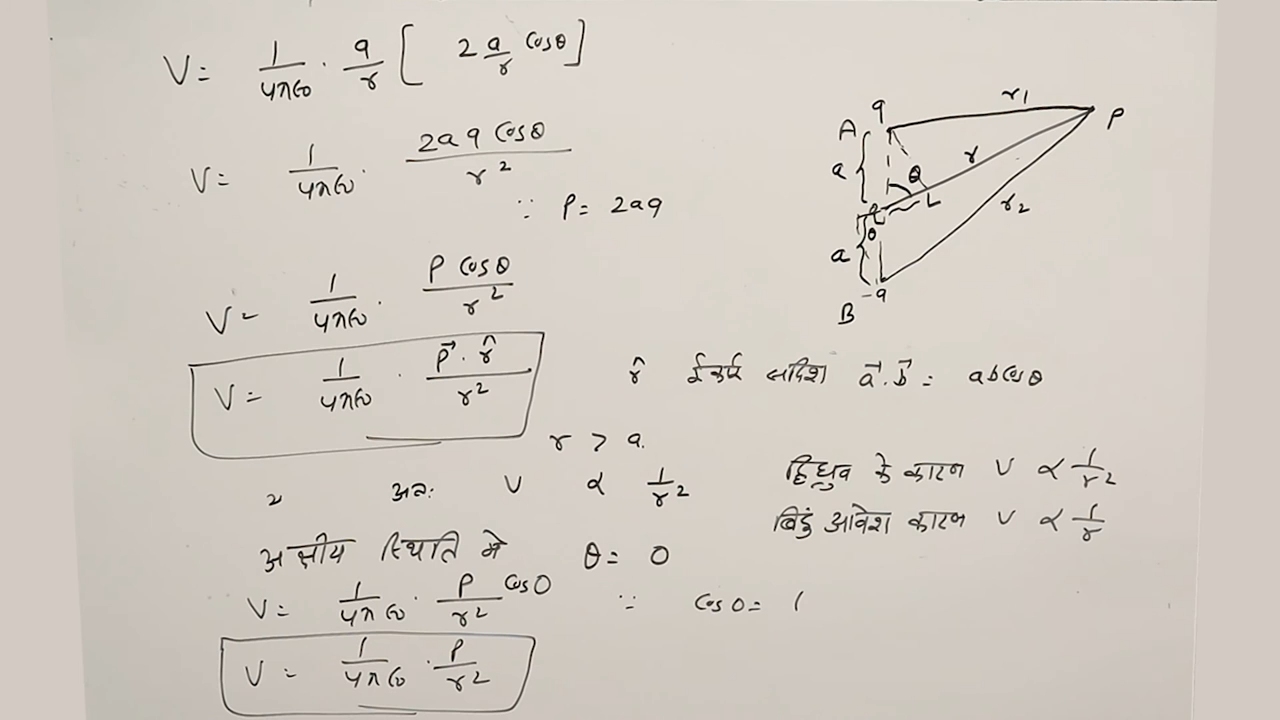 V = 1/4πε₀ · q/r [ 2 a/r cosθ ]
V = 1/4πε₀ · 2aq cosθ / r²
∵ P = 2aq
V = 1/4πε₀ · P cosθ / r²
V = 1/4πε₀ · P⃗ · r̂ / r²
r̂ सदिश a⃗ . b⃗ = ab cosθ
r > a.
अतः V ∝ 1/r²
अक्षीय स्थिति मे θ = 0
V = 1/4πε₀ · P/r² cos0 ∵ cos0 = 1
V = 1/4πε₀ · P/r²
द्विध्रुव के कारण V ∝ 1/r²
बिंदु आवेश कारण V ∝ 1/r
A q r₁ P
a θ r
L r₂
a θ
B -q